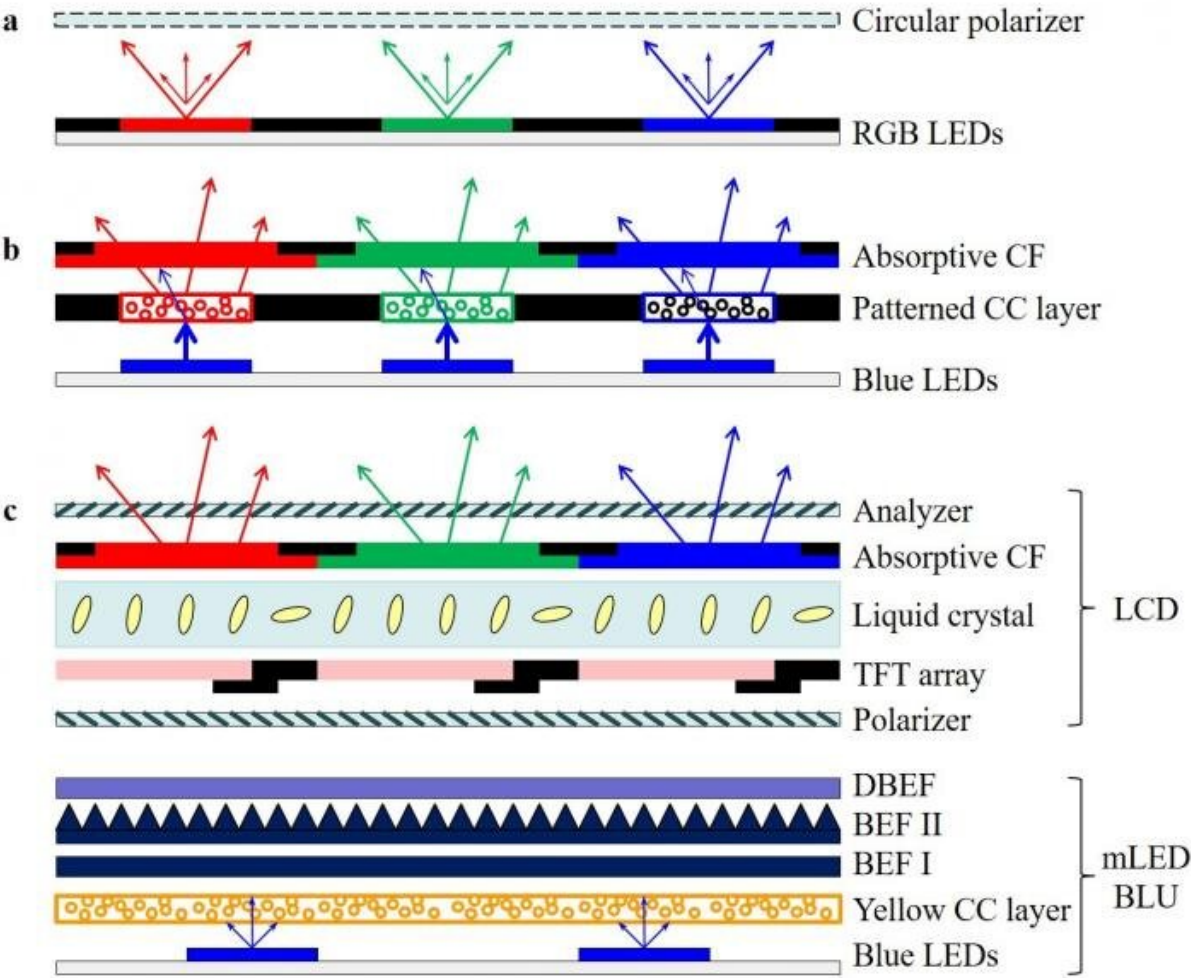 a
Circular polarizer
RGB LEDs
b
Absorptive CF
Patterned CC layer
Blue LEDs
c
Analyzer
Absorptive CF
Liquid crystal
LCD
TFT array
Polarizer
DBEF
BEF II
BEF I
mLED
BLU
Yellow CC layer
Blue LEDs